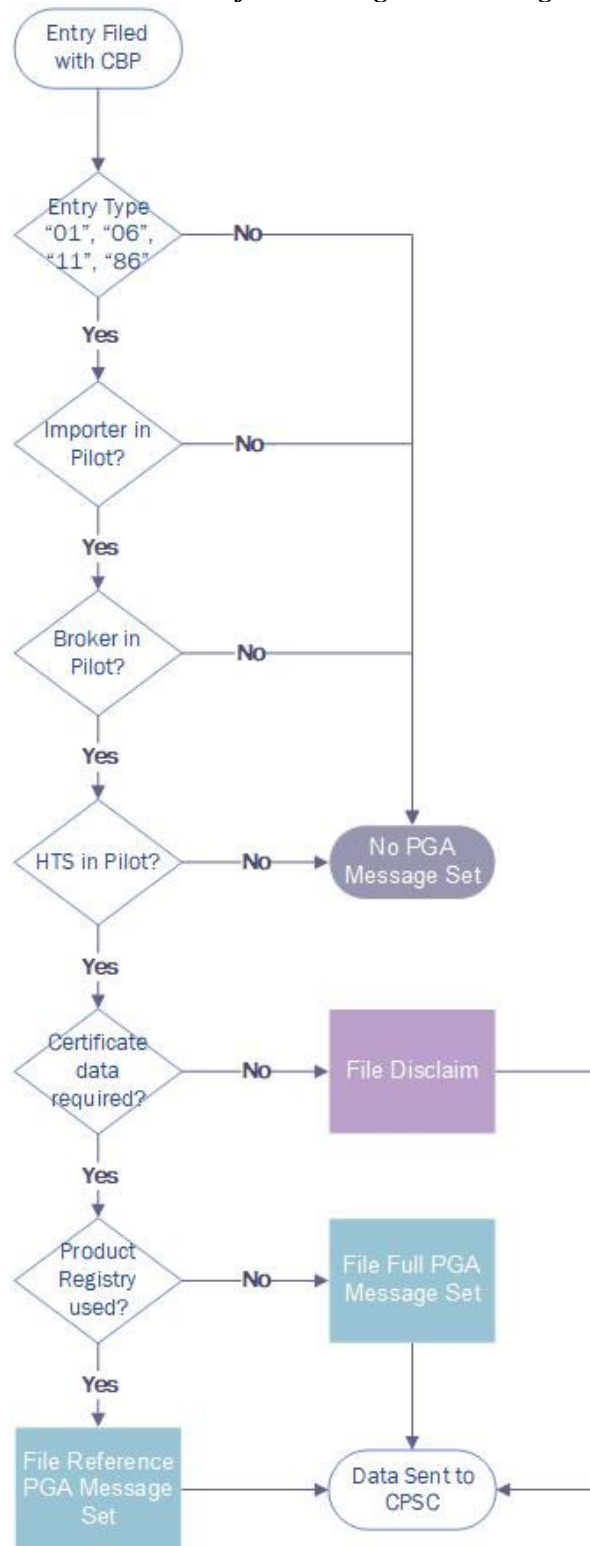 Entry Filed
with CBP
Entry Type
“01”, “06”,
“11”, “86”
No
Yes
Importer in
Pilot?
No
Yes
Broker in
Pilot?
No
Yes
HTS in Pilot?
No
No PGA
Message Set
Yes
Certificate
data
required?
No
File Disclaim
Yes
Product
Registry
used?
No
File Full PGA
Message Set
Yes
File Reference
PGA Message
Set
Data Sent to
CPSC